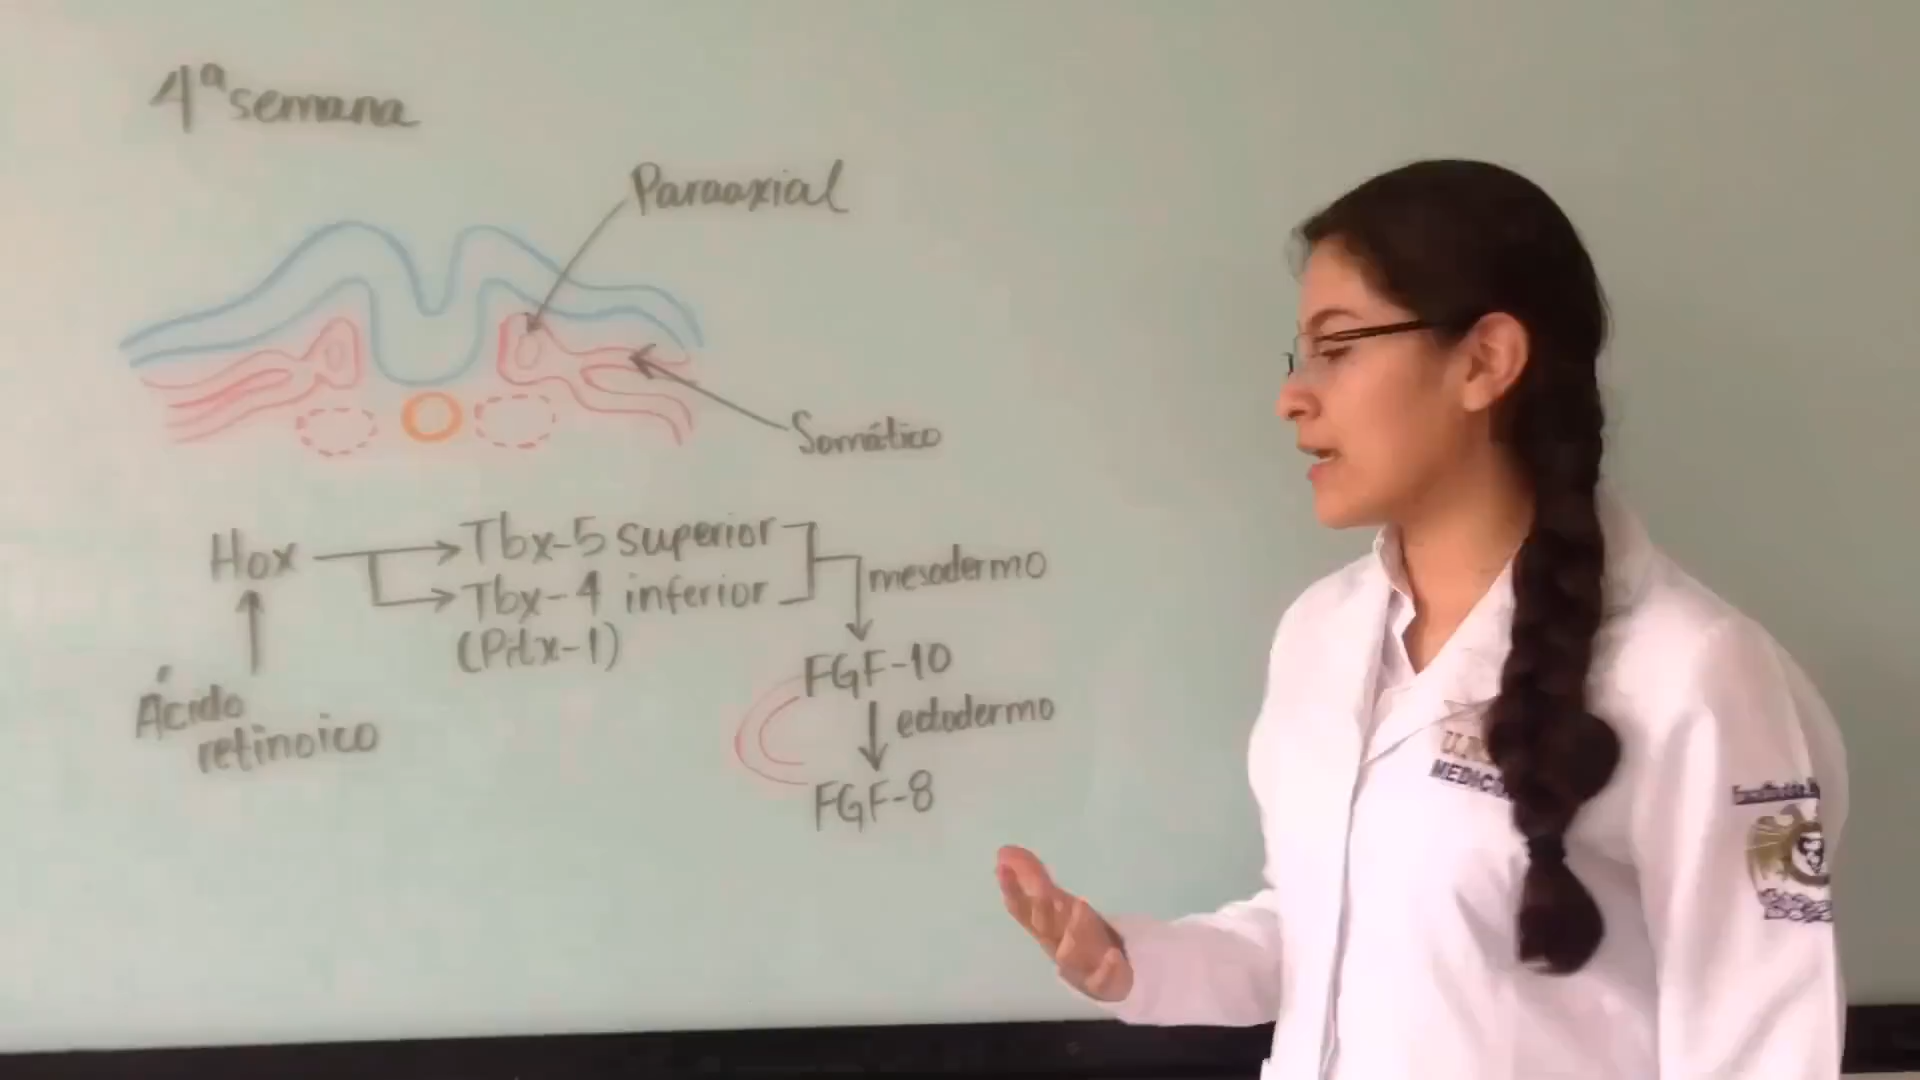 4ª semana
Paraaxial
Somático
Hox
Tbx-5 superior
Tbx-4 inferior
(Pitx-1)
mesodermo
Ácido
retinoico
FGF-10
ectodermo
FGF-8